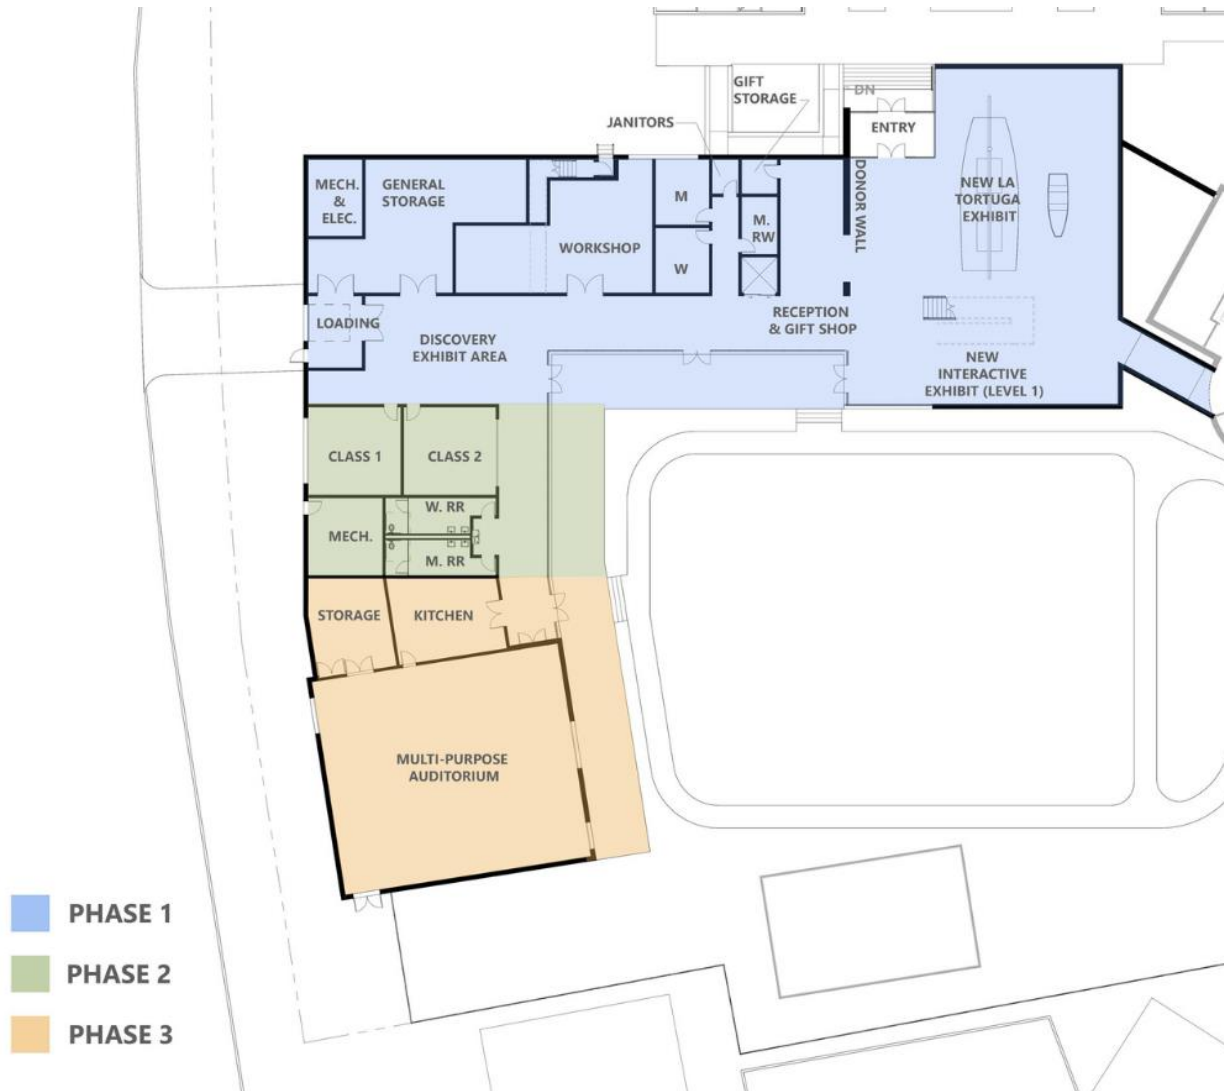 GIFT
STORAGE
DN
JANITORS
ENTRY
MECH.
&
ELEC.
GENERAL
STORAGE
M
DONOR WALL
NEW LA
TORTUGA
EXHIBIT
M.
RW
WORKSHOP
W
LOADING
DISCOVERY
EXHIBIT AREA
RECEPTION
& GIFT SHOP
NEW
INTERACTIVE
EXHIBIT (LEVEL 1)
CLASS 1
CLASS 2
W. RR
MECH.
M. RR
STORAGE
KITCHEN
MULTI-PURPOSE
AUDITORIUM
PHASE 1
PHASE 2
PHASE 3